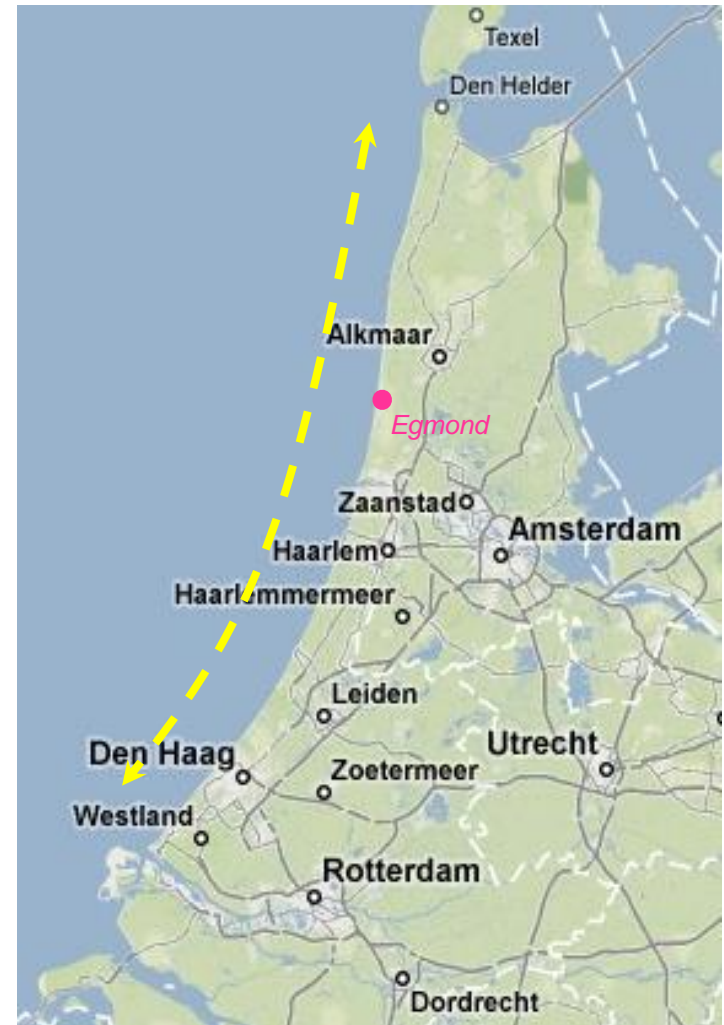 Texel
Den Helder
Alkmaar
Egmond
Zaanstad
Amsterdam
Haarlem
Haarlemmermeer
Leiden
Utrecht
Den Haag
Zoetermeer
Westland
Rotterdam
Dordrecht